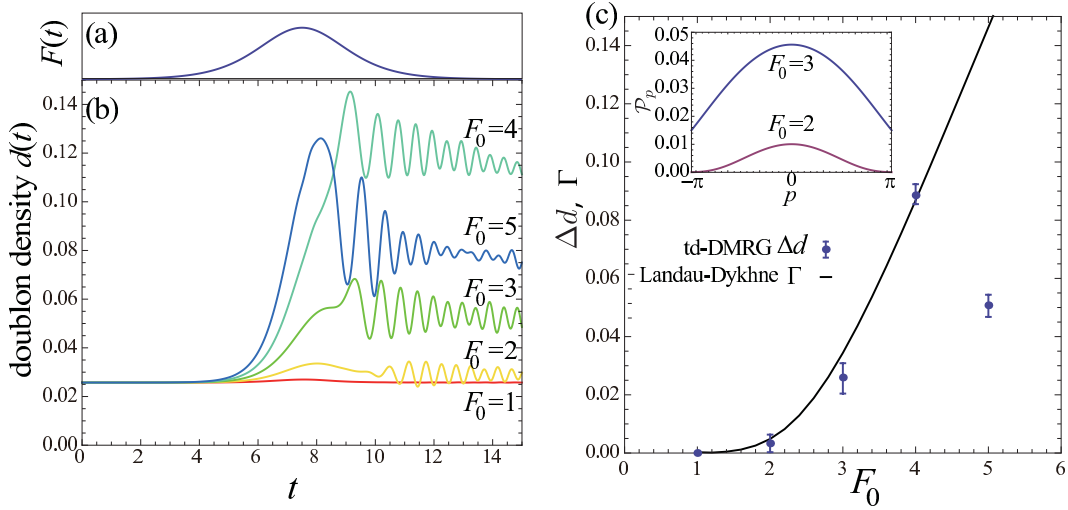 (a)
F(t)
(b)
doublon density d(t)
0.14
0.12
0.10
0.08
0.06
0.04
0.02
0.00
F₀=4
F₀=5
F₀=3
F₀=2
F₀=1
0 2 4 6 8 10 12 14
t
(c)
Δd, Γ
0.15
0.12
0.10
0.08
0.06
0.04
0.02
0.00
0.05
0.04
0.03
0.02
0.01
0.00
𝒫ₚ
F₀=3
F₀=2
−π 0 π
p
td-DMRG Δd
Landau-Dykhne Γ
0 1 2 3 4 5 6
F₀